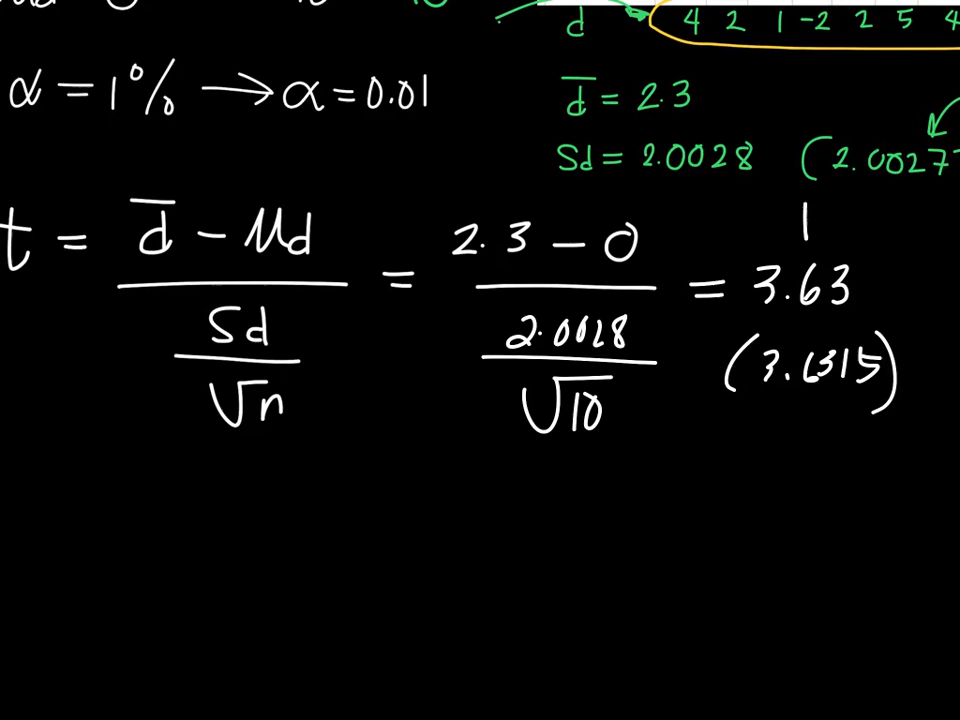 d 4 2 1 -2 2 5 4
α = 1% → α = 0.01
d̅ = 2.3
Sd = 2.0028 (2.0027
t = (d̅ - Md) / (Sd / √n) = (2.3 - 0) / (2.0028 / √10) = 3.63
(3.6315)